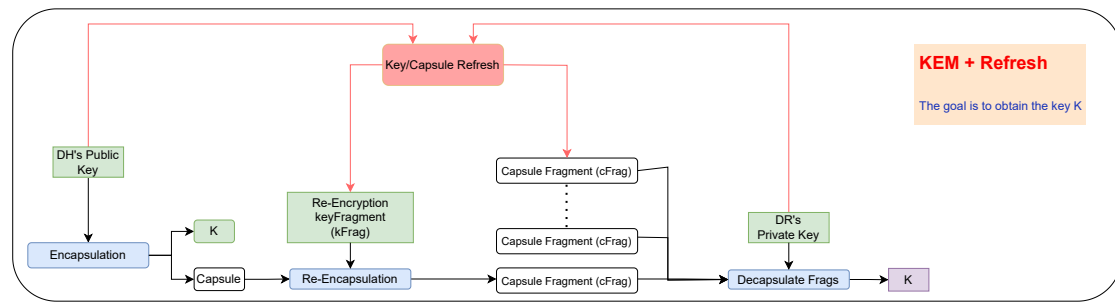 Key/Capsule Refresh
KEM + Refresh
The goal is to obtain the key K
DH's Public
Key
Capsule Fragment (cFrag)
Re-Encryption
keyFragment
(kFrag)
DR's
Private Key
K
Capsule Fragment (cFrag)
Encapsulation
Capsule
Re-Encapsulation
Capsule Fragment (cFrag)
Decapsulate Frags
K